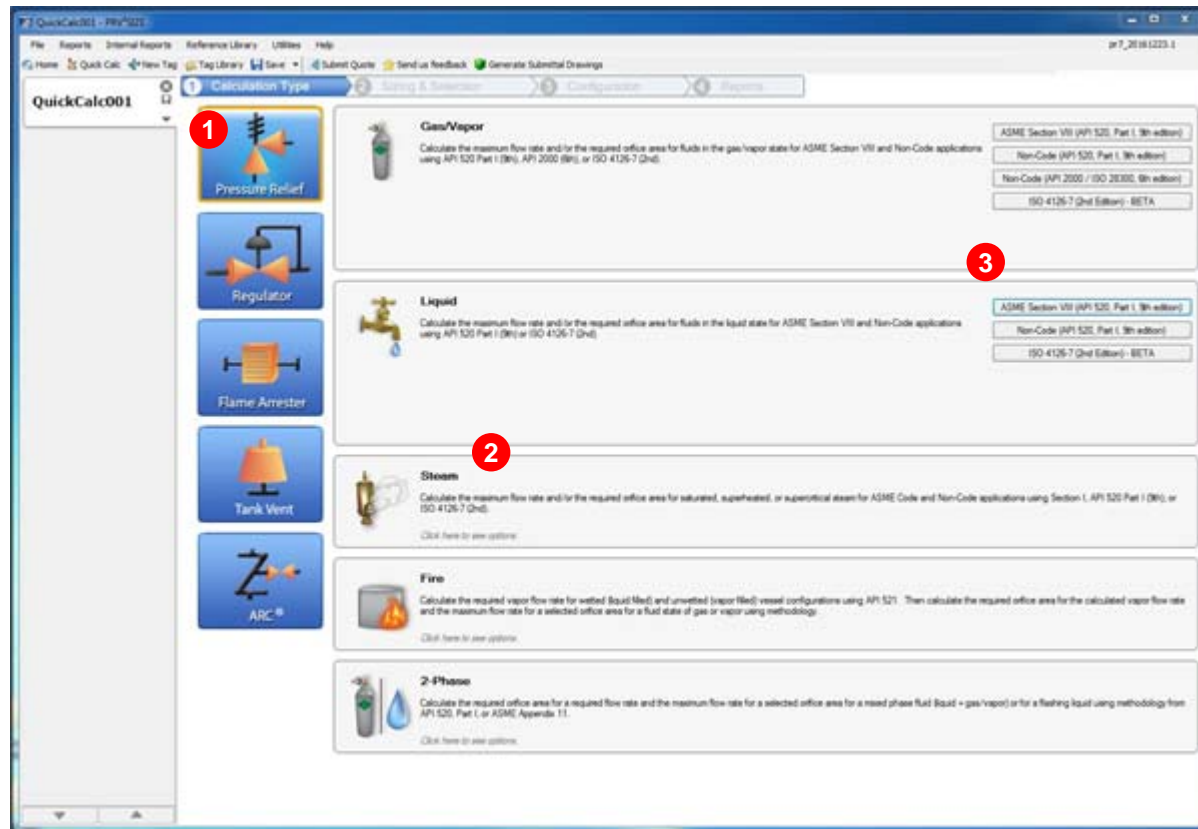 QuickCalc001 - PRV²SIZE
File Reports Internal Reports Reference Library Utilities Help
pr7_20161223.1
Home Quick Calc New Tag Tag Library Save Submit Quote Send us feedback Generate Submittal Drawings
QuickCalc001
1 Calculation Type 2 Sizing & Selection 3 Configuration 4 Reports
1
Pressure Relief
Regulator
Flame Arrester
Tank Vent
ARC®
Gas/Vapor
Calculate the maximum flow rate and/or the required orifice area for fluids in the gas/vapor state for ASME Section VIII and Non-Code applications
using API 520 Part I (9th), API 2000 (6th), or ISO 4126-7 (2nd).
ASME Section VIII (API 520, Part I, 9th edition)
Non-Code (API 520, Part I, 9th edition)
Non-Code (API 2000 / ISO 28300, 6th edition)
ISO 4126-7 (2nd Edition) - BETA
3
Liquid
Calculate the maximum flow rate and/or the required orifice area for fluids in the liquid state for ASME Section VIII and Non-Code applications
using API 520 Part I (9th) or ISO 4126-7 (2nd).
ASME Section VIII (API 520, Part I, 9th edition)
Non-Code (API 520, Part I, 9th edition)
ISO 4126-7 (2nd Edition) - BETA
2
Steam
Calculate the maximum flow rate and/or the required orifice area for saturated, superheated, or supercritical steam for ASME Code and Non-Code applications using Section I, API 520 Part I (9th), or
ISO 4126-7 (2nd).
Click here to see options
Fire
Calculate the required vapor flow rate for wetted (liquid filled) and unwetted (vapor filled) vessel configurations using API 521. Then calculate the required orifice area for the calculated vapor flow rate
and the maximum flow rate for a selected orifice area for a fluid state of gas or vapor using methodology.
Click here to see options
2-Phase
Calculate the required orifice area for a required flow rate and the maximum flow rate for a selected orifice area for a mixed phase fluid (liquid + gas/vapor) or for a flashing liquid using methodology from
API 520, Part I, or ASME Appendix 11.
Click here to see options